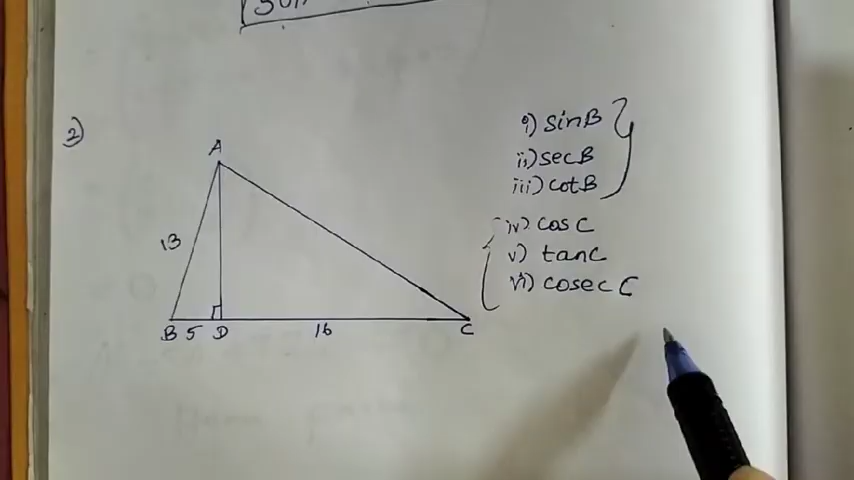 2)
A
i) sinB
ii) secB
iii) cotB
13
iv) cos C
v) tanC
vi) cosec C
B 5 D 16 C